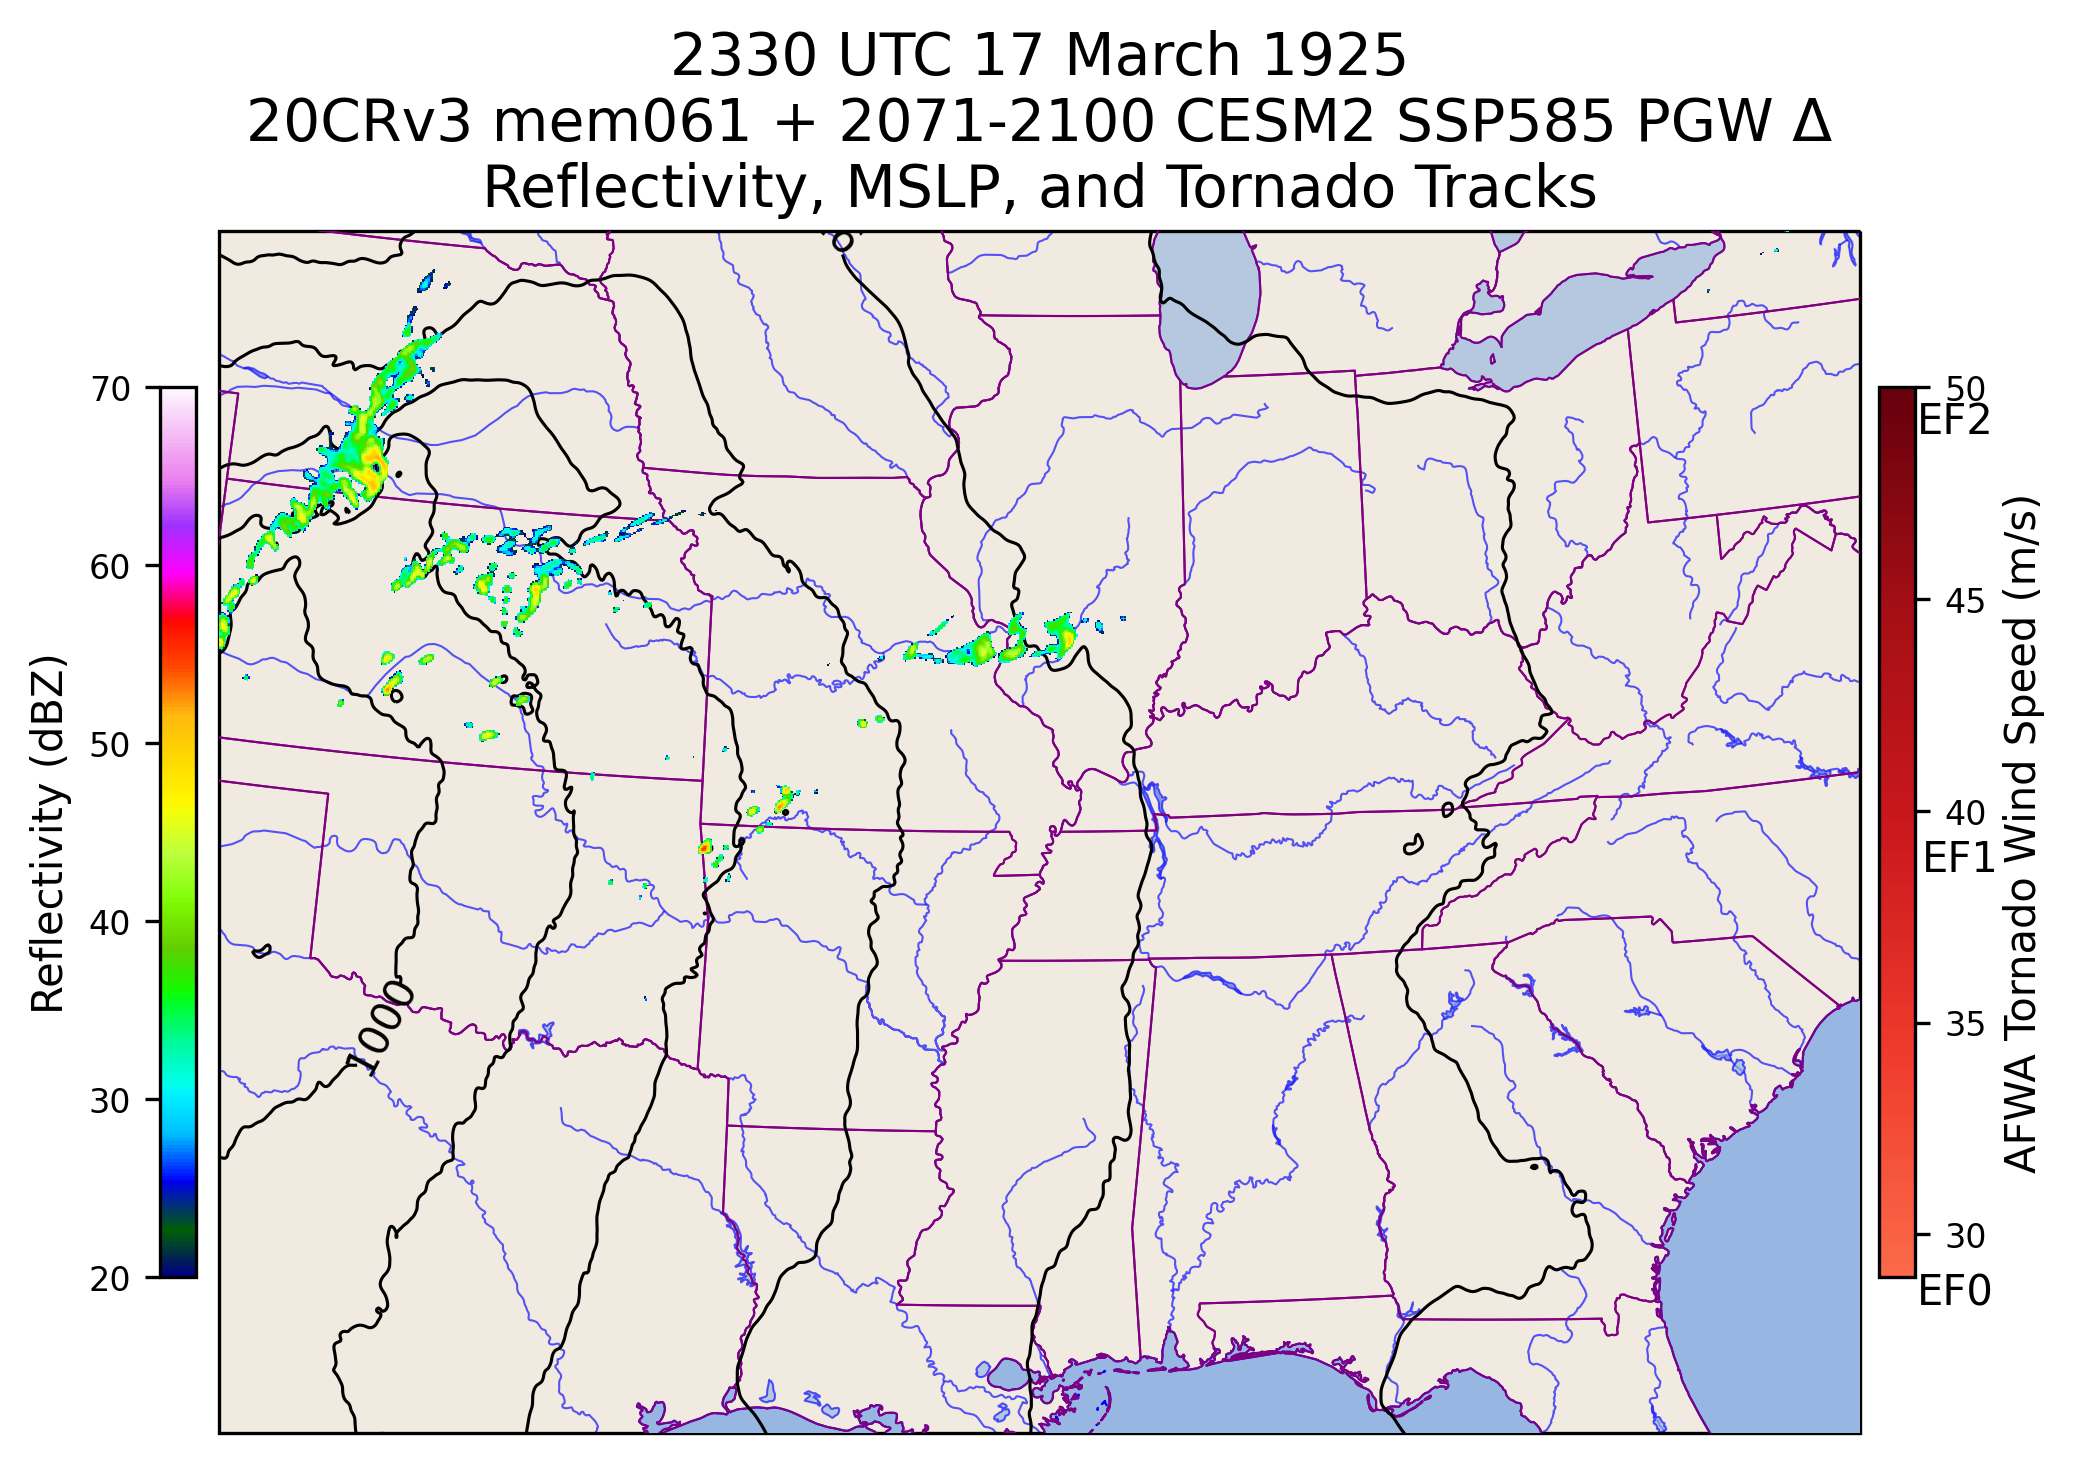 2330 UTC 17 March 1925
20CRv3 mem061 + 2071-2100 CESM2 SSP585 PGW Δ
Reflectivity, MSLP, and Tornado Tracks
Reflectivity (dBZ)
70
60
50
40
30
20
1000
50
EF2
45
40
EF1
35
30
EF0
AFWA Tornado Wind Speed (m/s)